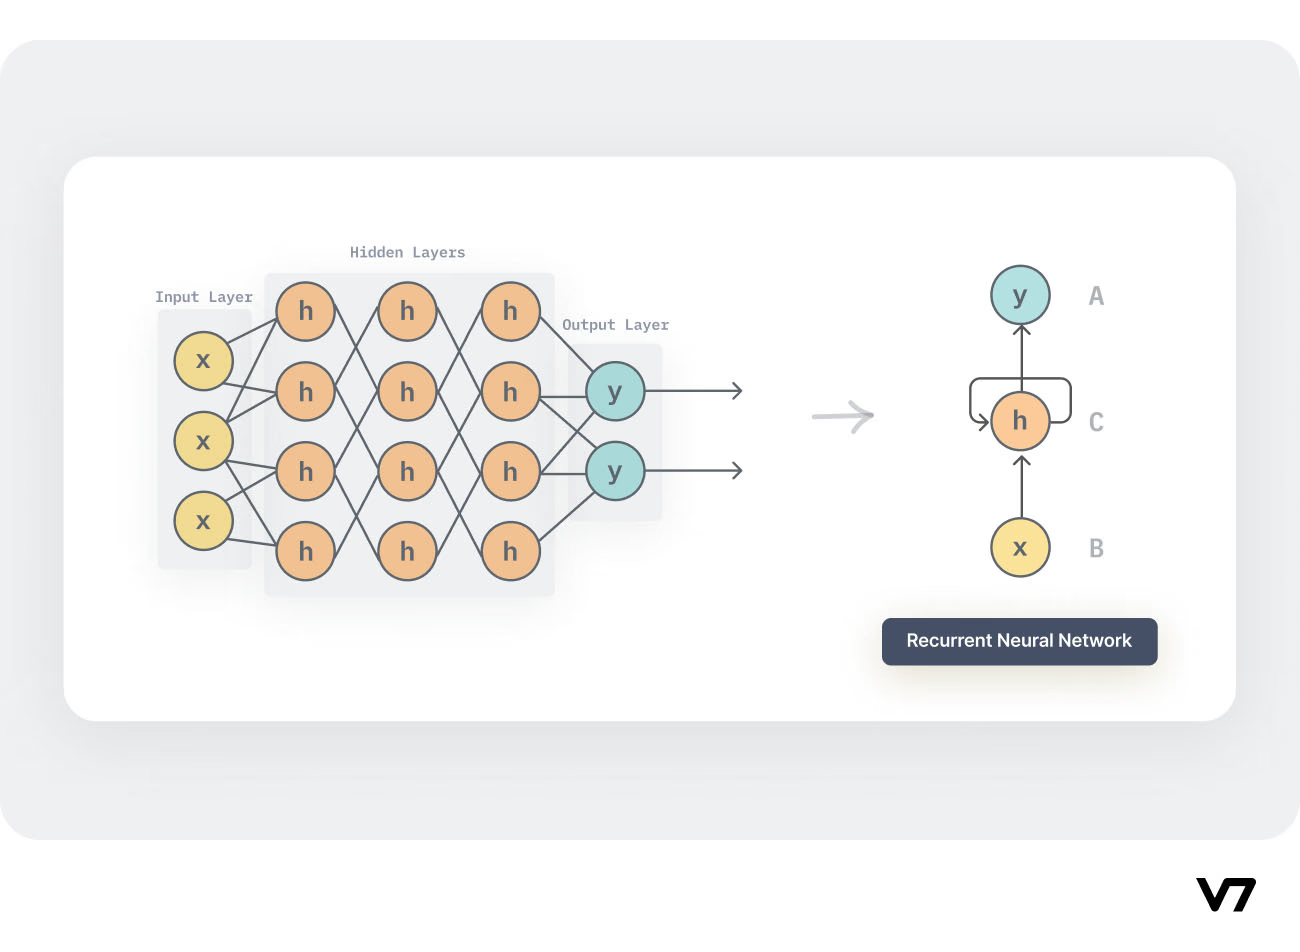 Hidden Layers
Input Layer
Output Layer
h h h
x
h h h
y
x
h h h
y
x
h h h
y A
h C
x B
Recurrent Neural Network
V7